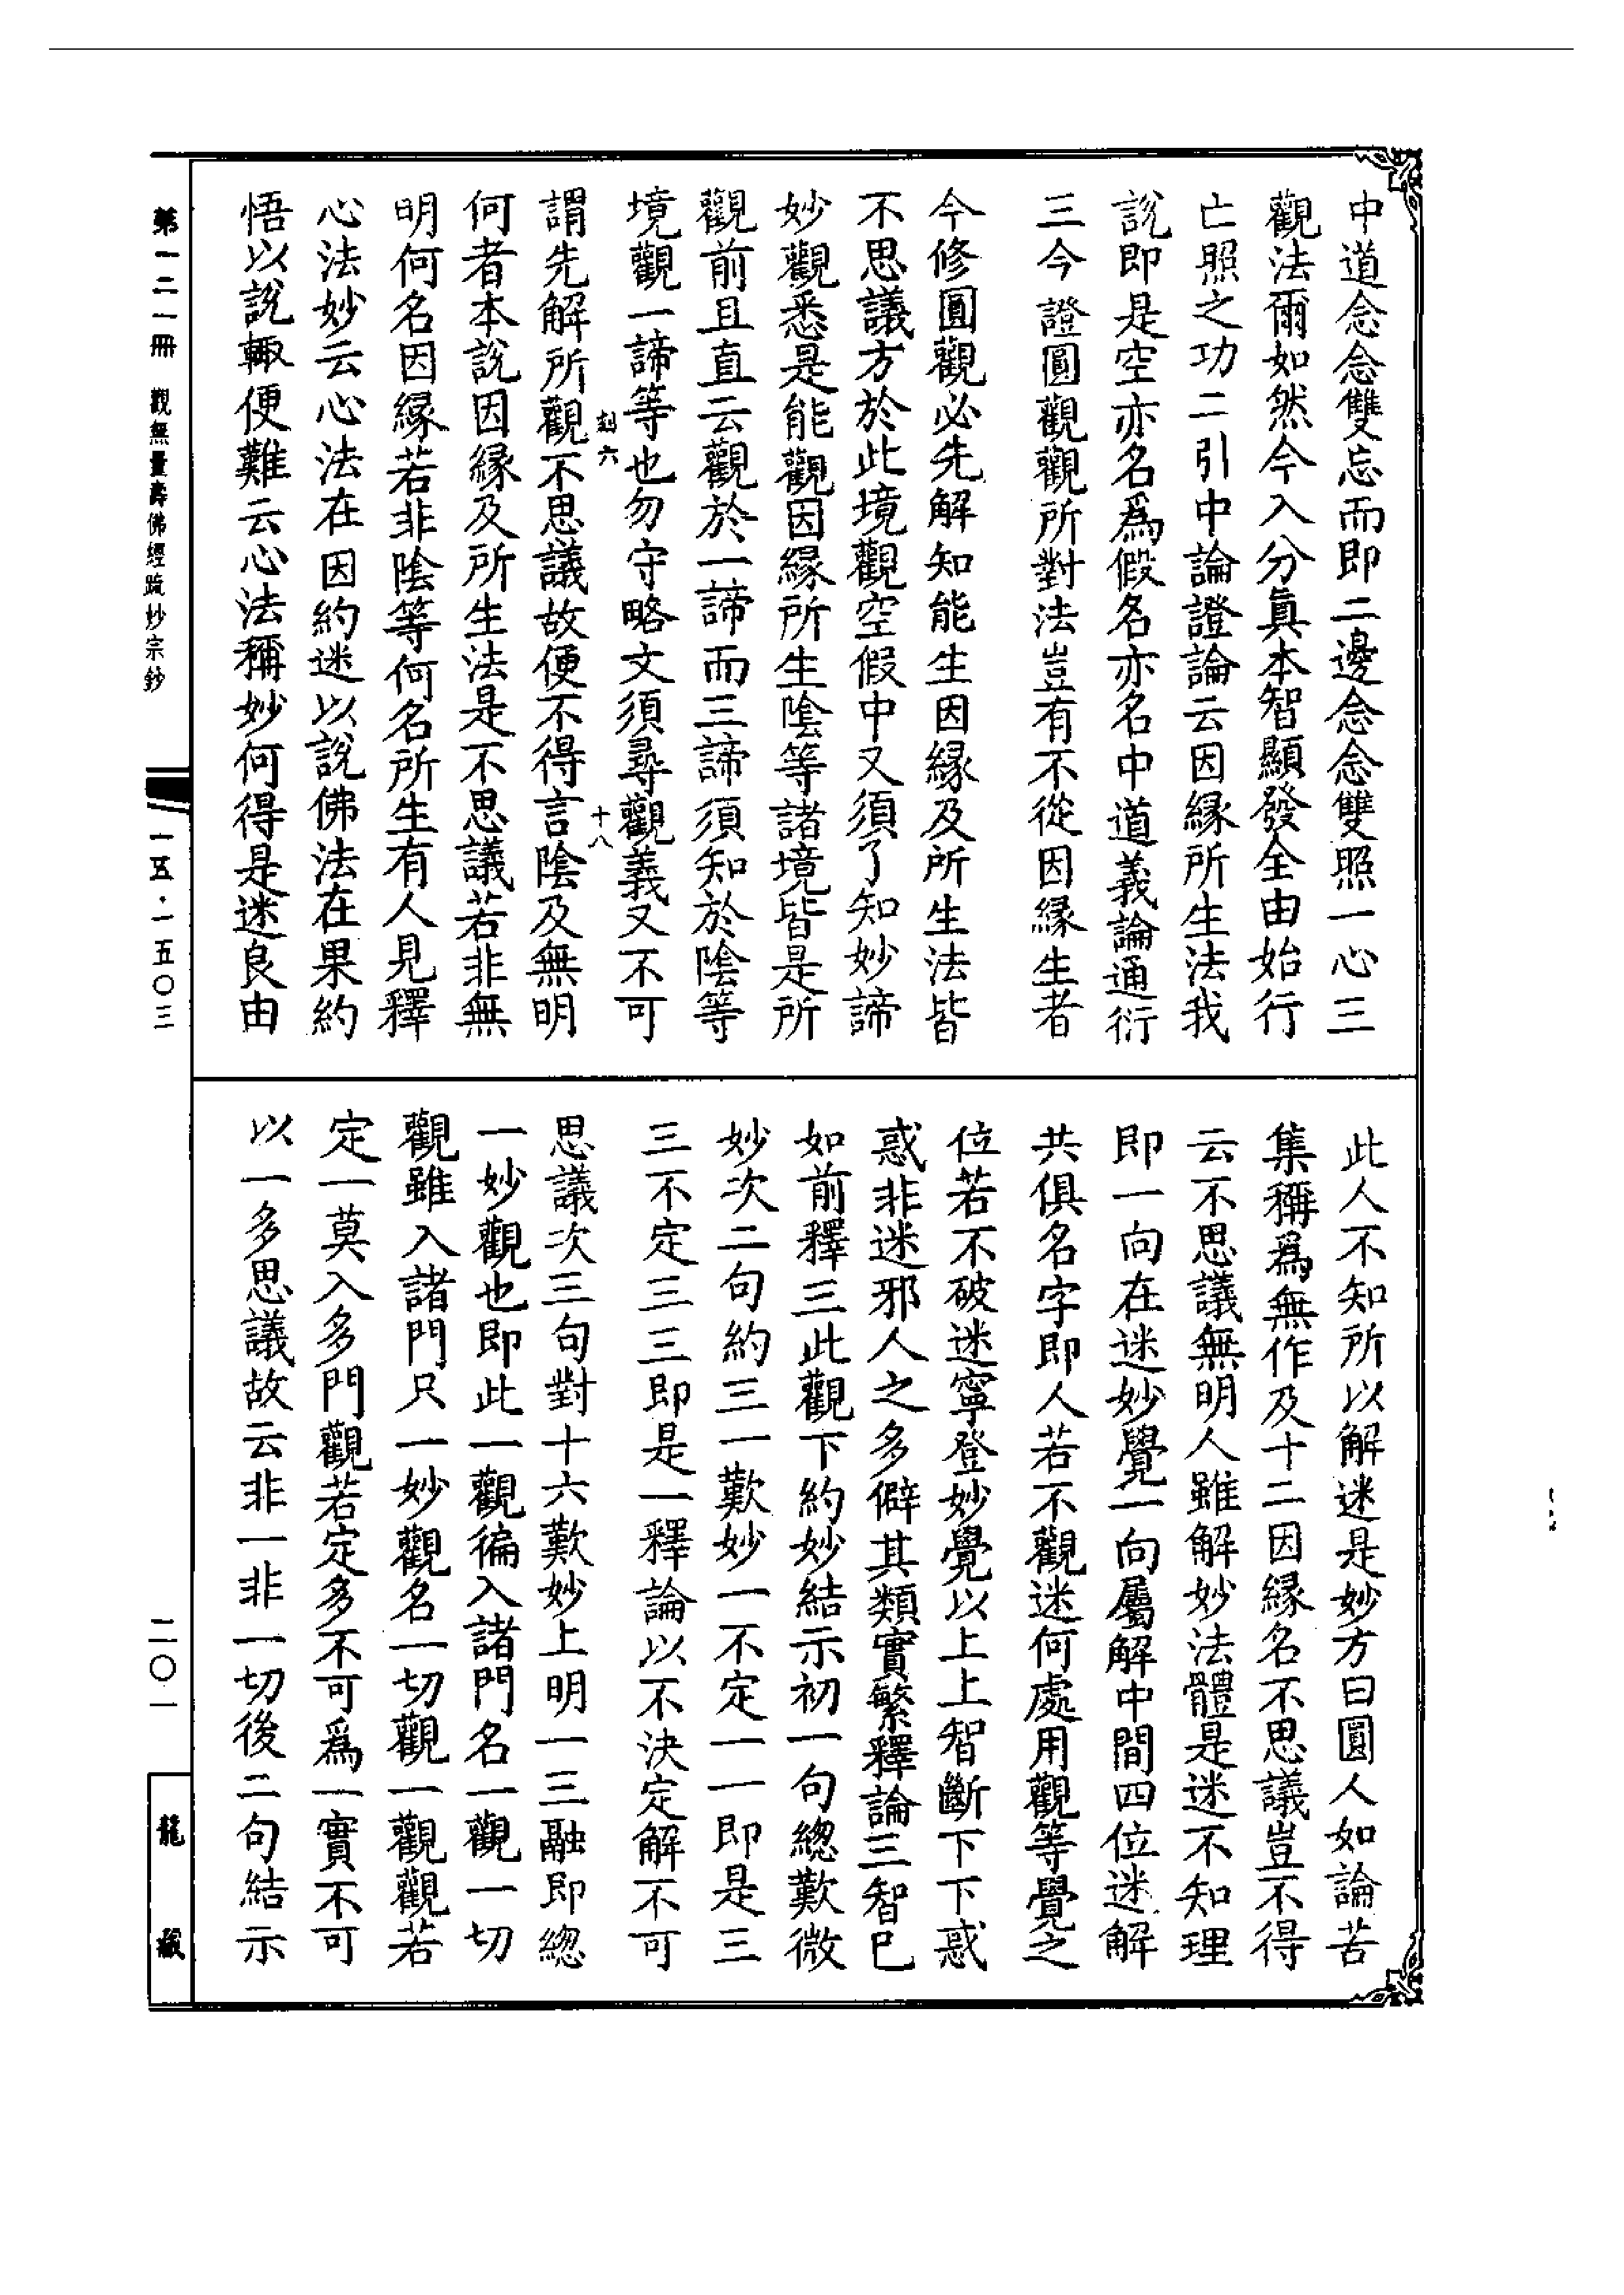 中道念念雙忘而即二邊念念雙照一心三
觀法爾如然今入分眞本智顯發全由始行
亡照之功二引中論證論云因縁所生法我
說即是空亦名爲假名亦名中道義論通衍
三今證圓觀觀所對法豈有不從因縁生者
今修圓觀必先解知能生因縁及所生法皆
不思議方於此境觀空假中又須了知妙諦
妙觀悉是能觀因縁所生陰等諸境皆是所
觀前且直云觀於一諦而三諦須知於陰等
境觀一諦等也勿守略文須尋觀義又不可
刻六
十八
謂先解所觀不思議故便不得言陰及無明
何者本說因縁及所生法是不思議若非無
明何名因縁若非陰等何名所生有人見釋
心法妙云心法在因約迷以說佛法在果約
悟以說輙便難云心法稱妙何得是迷良由
此人不知所以解迷是妙方曰圓人如論苦
集稱爲無作及十二因縁名不思議豈不得
云不思議無明人雖解妙法體是迷不知理
即一向在迷妙覺一向屬解中間四位迷解
共俱名字即人若不觀迷何處用觀等覺之
位若不破迷寧登妙覺以上上智斷下下惑
惑非迷邪人之多僻其類實繁釋論三智巳
如前釋三此觀下約妙結示初一句總歎微
妙次二句約三一歎妙一不定一一即是三
三不定三三即是一釋論以不決定解不可
思議次三句對十六歎妙上明一三融即總
一妙觀也即此一觀徧入諸門名一觀一切
觀雖入諸門只一妙觀名一切觀一觀觀若
定一莫入多門觀若定多不可爲一實不可
以一多思議故云非一非一切後二句結示
第一二一冊 觀無量壽佛經疏妙宗鈔
一五·一五〇三
二〇一
龍藏